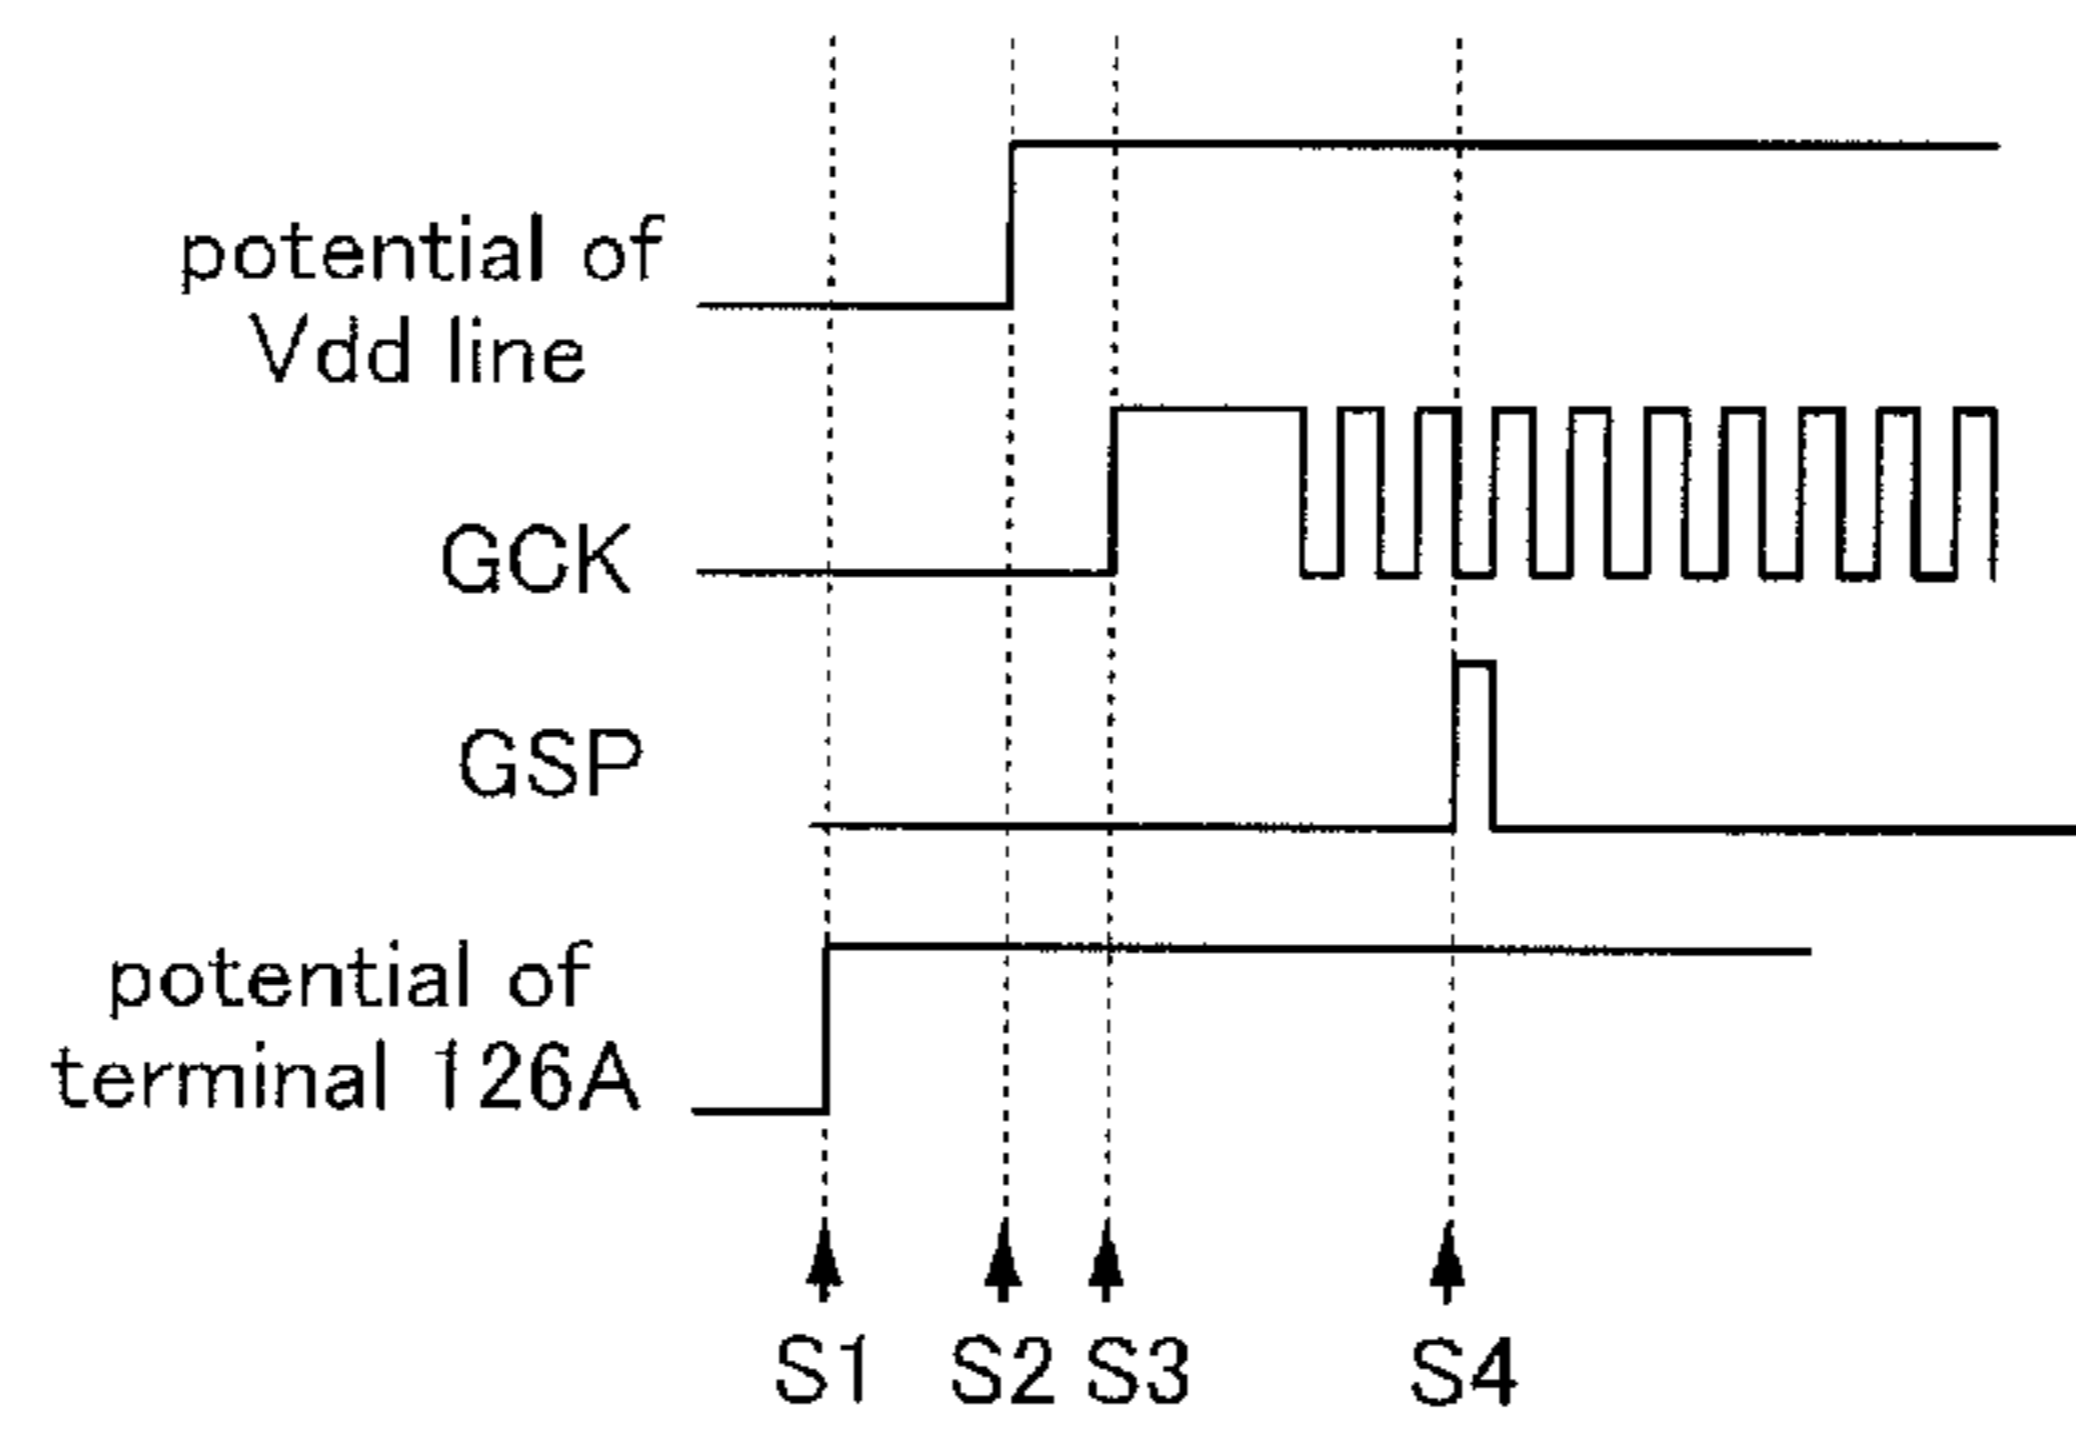 potential of
Vdd line
GCK
GSP
potential of
terminal 126A
S1 S2 S3 S4